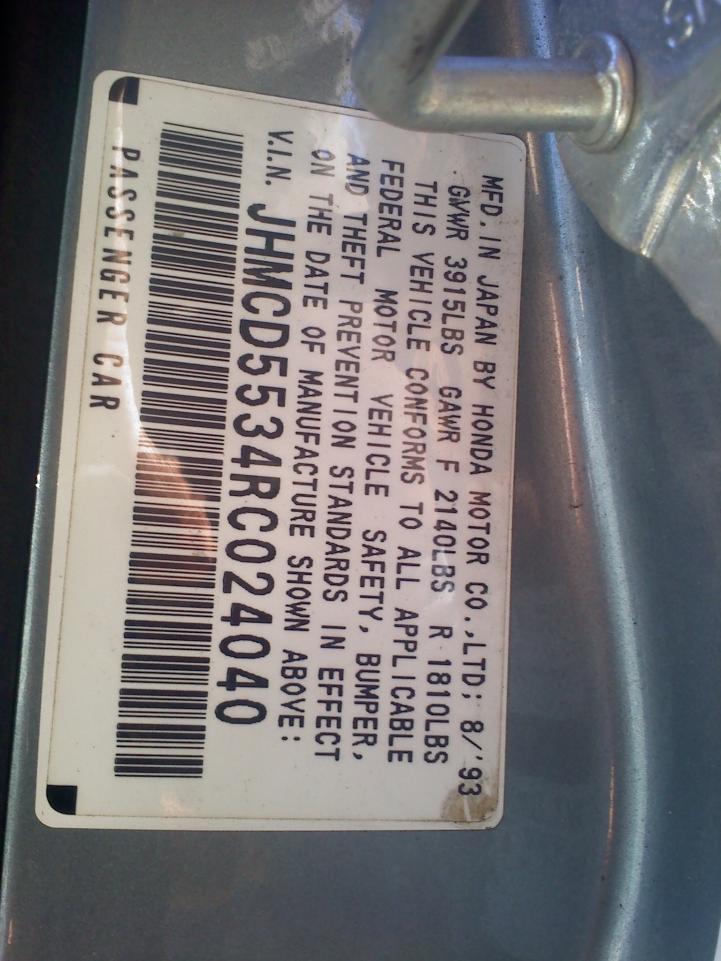 MFD. IN JAPAN BY HONDA MOTOR CO.,LTD; 8/'93
GVWR 3915LBS GAWR F 2140LBS R 1810LBS
THIS VEHICLE CONFORMS TO ALL APPLICABLE
FEDERAL MOTOR VEHICLE SAFETY, BUMPER,
AND THEFT PREVENTION STANDARDS IN EFFECT
ON THE DATE OF MANUFACTURE SHOWN ABOVE:
V.I.N. JHMCD5534RC024040
PASSENGER CAR